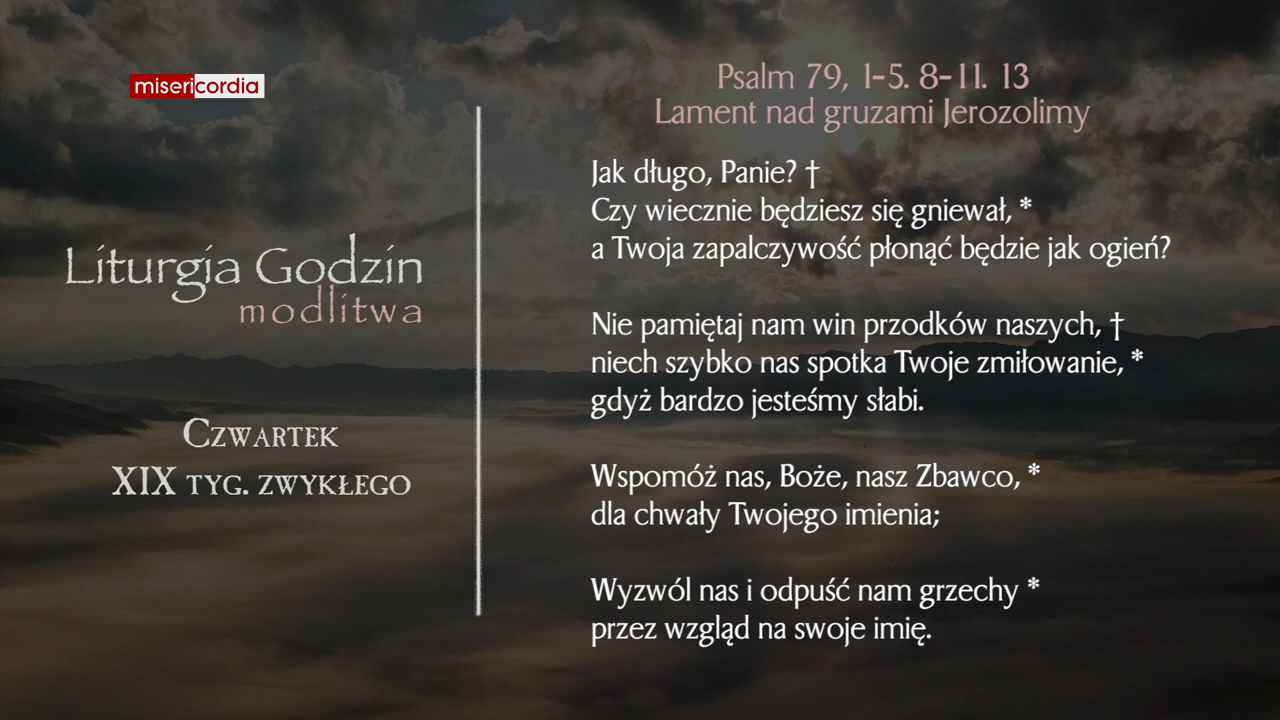 misericordia
Liturgia Godzin
modlitwa
Czwartek
XIX tyg. zwykłego
Psalm 79, 1-5. 8-11. 13
Lament nad gruzami Jerozolimy
Jak długo, Panie? †
Czy wiecznie będziesz się gniewał, *
a Twoja zapalczywość płonąć będzie jak ogień?
Nie pamiętaj nam win przodków naszych, †
niech szybko nas spotka Twoje zmiłowanie, *
gdyż bardzo jesteśmy słabi.
Wspomóż nas, Boże, nasz Zbawco, *
dla chwały Twojego imienia;
Wyzwól nas i odpuść nam grzechy *
przez wzgląd na swoje imię.